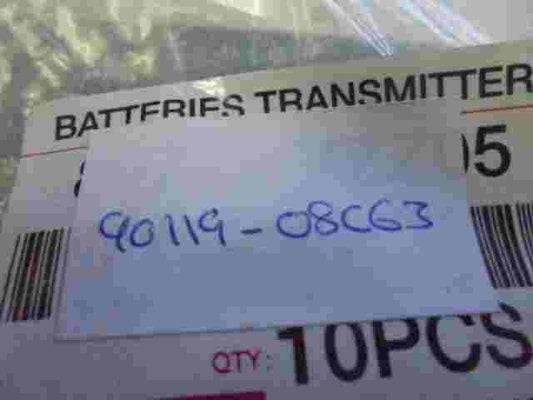 BATTERIES TRANSMITTER
05
90119-08C63
QTY: 10PCS